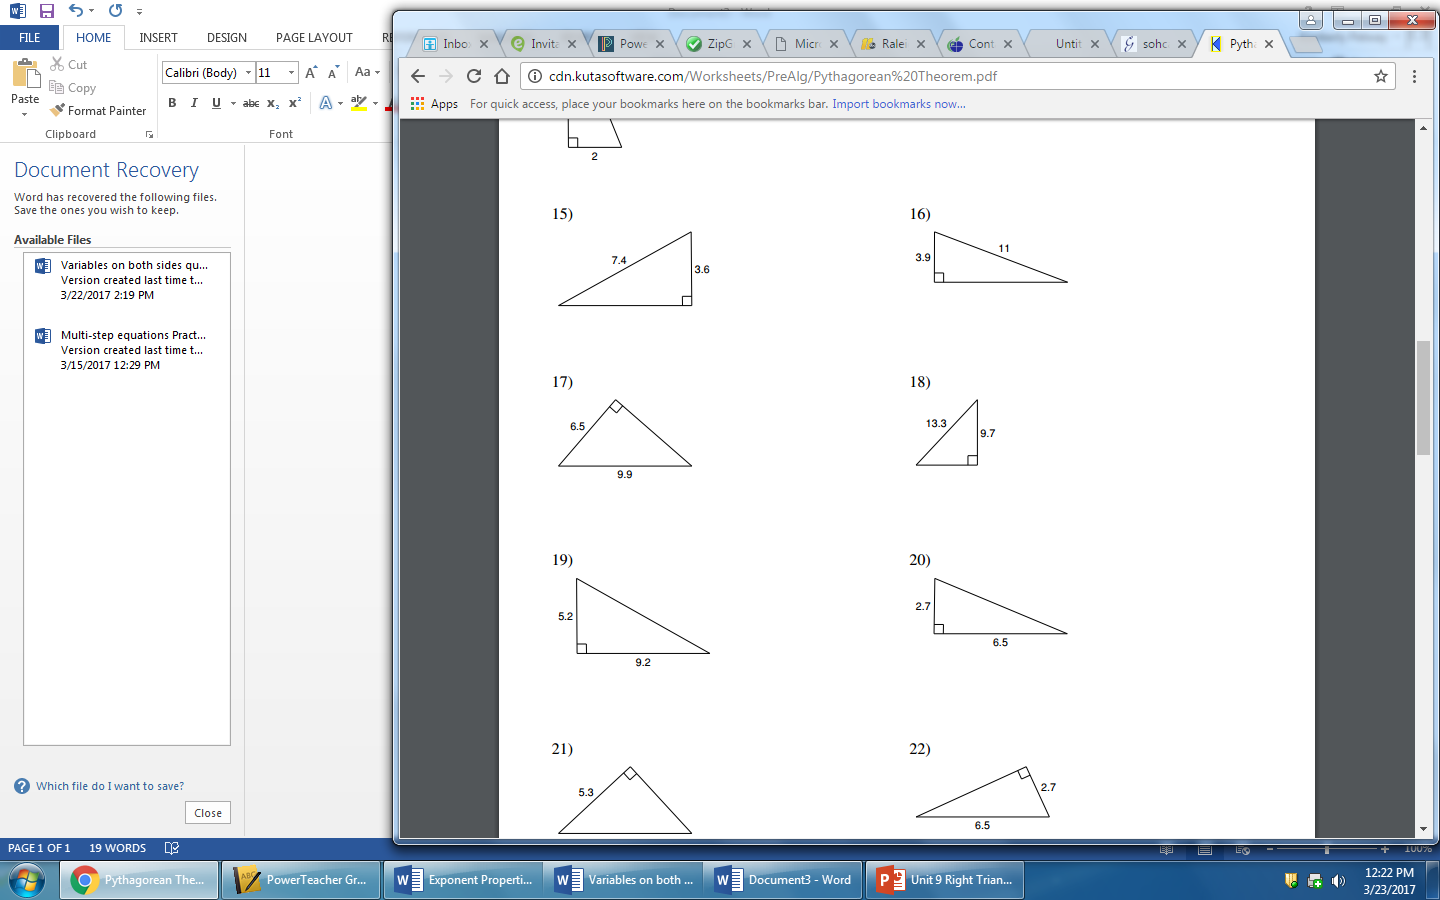 FILE
HOME
INSERT
DESIGN
PAGE LAYOUT
RE
Cut
Copy
Paste
Format Painter
Clipboard
Calibri (Body)
11
Aa
B I U abc x₂ x²
Font
Document Recovery
Word has recovered the following files.
Save the ones you wish to keep.
Available Files
Variables on both sides qu...
Version created last time t...
3/22/2017 2:19 PM
Multi-step equations Pract...
Version created last time t...
3/15/2017 12:29 PM
Which file do I want to save?
Close
PAGE 1 OF 1
19 WORDS
100%
Inbo
Invita
Powe
ZipG
Micr
Ralei
Cont
Untit
sohc
Pyth
cdn.kutasoftware.com/Worksheets/PreAlg/Pythagorean%20Theorem.pdf
Apps
For quick access, place your bookmarks here on the bookmarks bar. Import bookmarks now...
2
15)
7.4
3.6
16)
3.9
11
17)
6.5
9.9
18)
13.3
9.7
19)
5.2
9.2
20)
2.7
6.5
21)
5.3
22)
2.7
6.5
Pythagorean The...
PowerTeacher Gr...
Exponent Properti...
Variables on both ...
Document3 - Word
Unit 9 Right Trian...
12:22 PM
3/23/2017